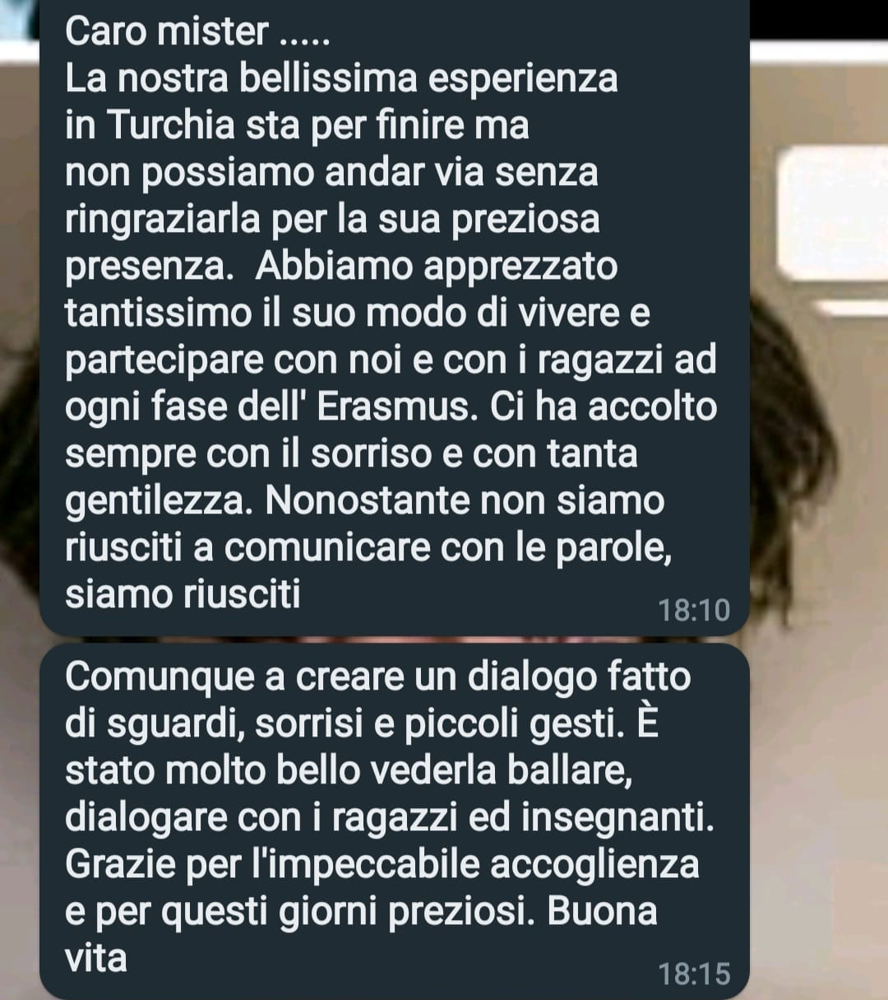 Caro mister .....
La nostra bellissima esperienza
in Turchia sta per finire ma
non possiamo andar via senza
ringraziarla per la sua preziosa
presenza.  Abbiamo apprezzato
tantissimo il suo modo di vivere e
partecipare con noi e con i ragazzi ad
ogni fase dell' Erasmus. Ci ha accolto
sempre con il sorriso e con tanta
gentilezza. Nonostante non siamo
riusciti a comunicare con le parole,
siamo riusciti
18:10
Comunque a creare un dialogo fatto
di sguardi, sorrisi e piccoli gesti. È
stato molto bello vederla ballare,
dialogare con i ragazzi ed insegnanti.
Grazie per l'impeccabile accoglienza
e per questi giorni preziosi. Buona
vita
18:15